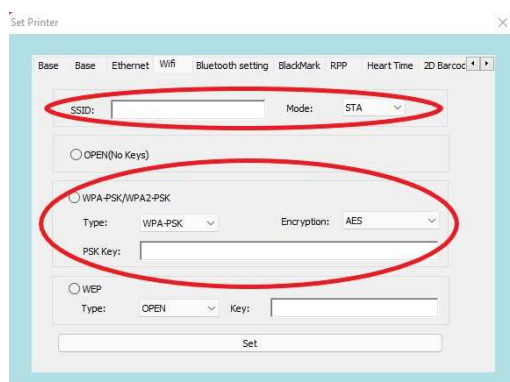 Set Printer
Base Base Ethernet Wifi Bluetooth setting BlackMark RPP Heart Time 2D Barcod
SSID: Mode: STA
OPEN(No Keys)
WPA-PSK/WPA2-PSK
Type: WPA-PSK Encryption: AES
PSK Key:
WEP
Type: OPEN Key:
Set